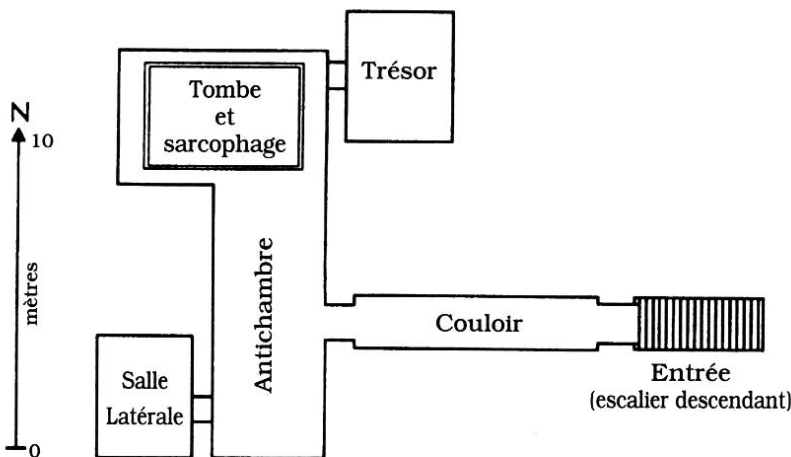 Trésor
Tombe
et
sarcophage
N
10
mètres
Antichambre
Couloir
Salle
Latérale
Entrée
(escalier descendant)
0